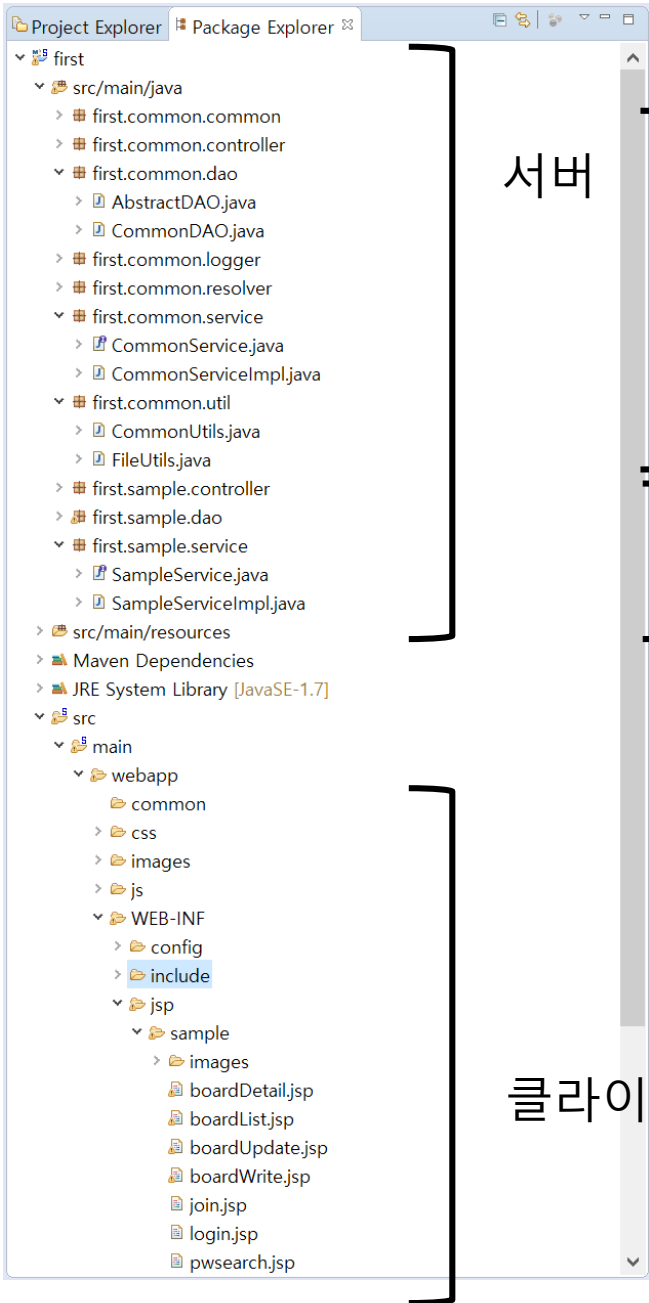 Project Explorer Package Explorer
first
src/main/java
first.common.common
first.common.controller
first.common.dao
서버
AbstractDAO.java
CommonDAO.java
first.common.logger
first.common.resolver
first.common.service
CommonService.java
CommonServiceImpl.java
first.common.util
CommonUtils.java
FileUtils.java
first.sample.controller
first.sample.dao
first.sample.service
SampleService.java
SampleServiceImpl.java
src/main/resources
Maven Dependencies
JRE System Library [JavaSE-1.7]
src
main
webapp
common
css
images
js
WEB-INF
config
include
jsp
sample
images
boardDetail.jsp
클라이
boardList.jsp
boardUpdate.jsp
boardWrite.jsp
join.jsp
login.jsp
pwsearch.jsp